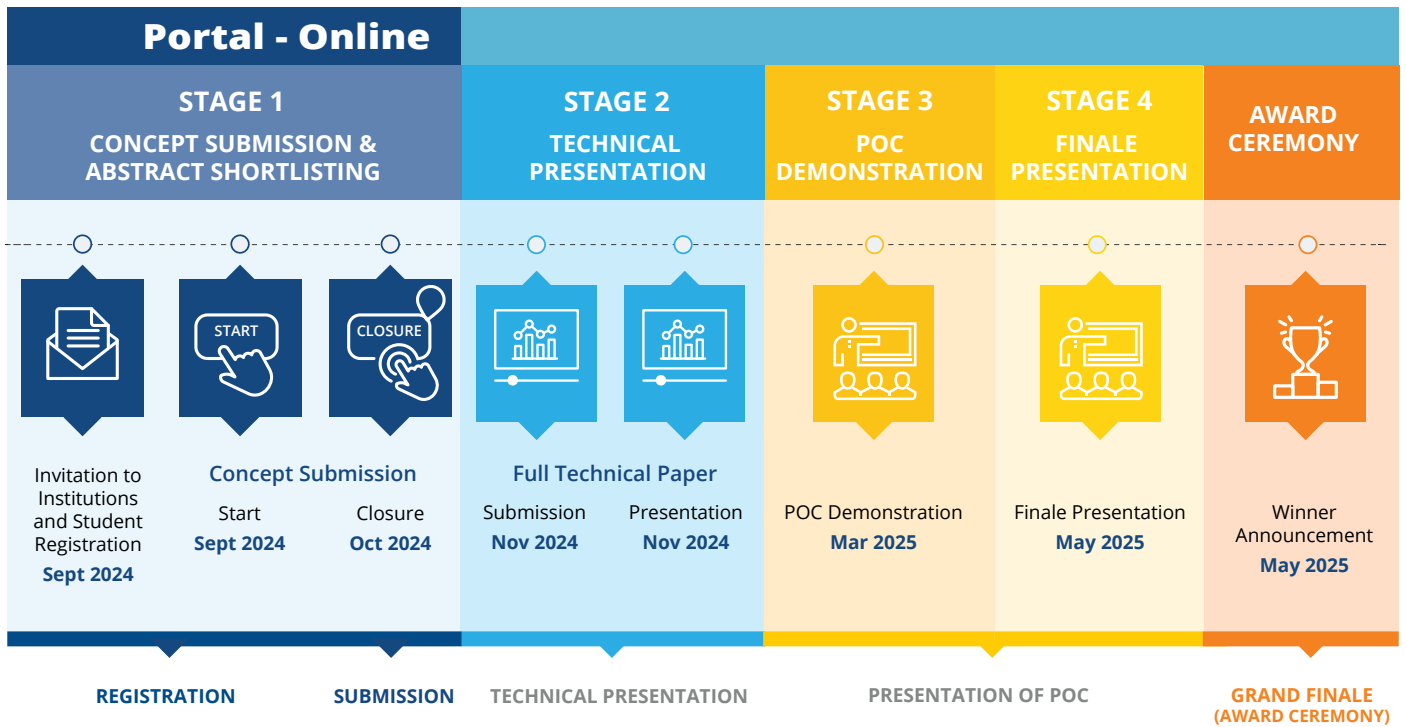 Portal - Online
STAGE 1
CONCEPT SUBMISSION &
ABSTRACT SHORTLISTING
STAGE 2
TECHNICAL
PRESENTATION
STAGE 3
POC
DEMONSTRATION
STAGE 4
FINALE
PRESENTATION
AWARD
CEREMONY
START
CLOSURE
Invitation to
Institutions
and Student
Registration
Sept 2024
Concept Submission
Start
Sept 2024
Closure
Oct 2024
Full Technical Paper
Submission
Nov 2024
Presentation
Nov 2024
POC Demonstration
Mar 2025
Finale Presentation
May 2025
Winner
Announcement
May 2025
REGISTRATION
SUBMISSION
TECHNICAL PRESENTATION
PRESENTATION OF POC
GRAND FINALE
(AWARD CEREMONY)